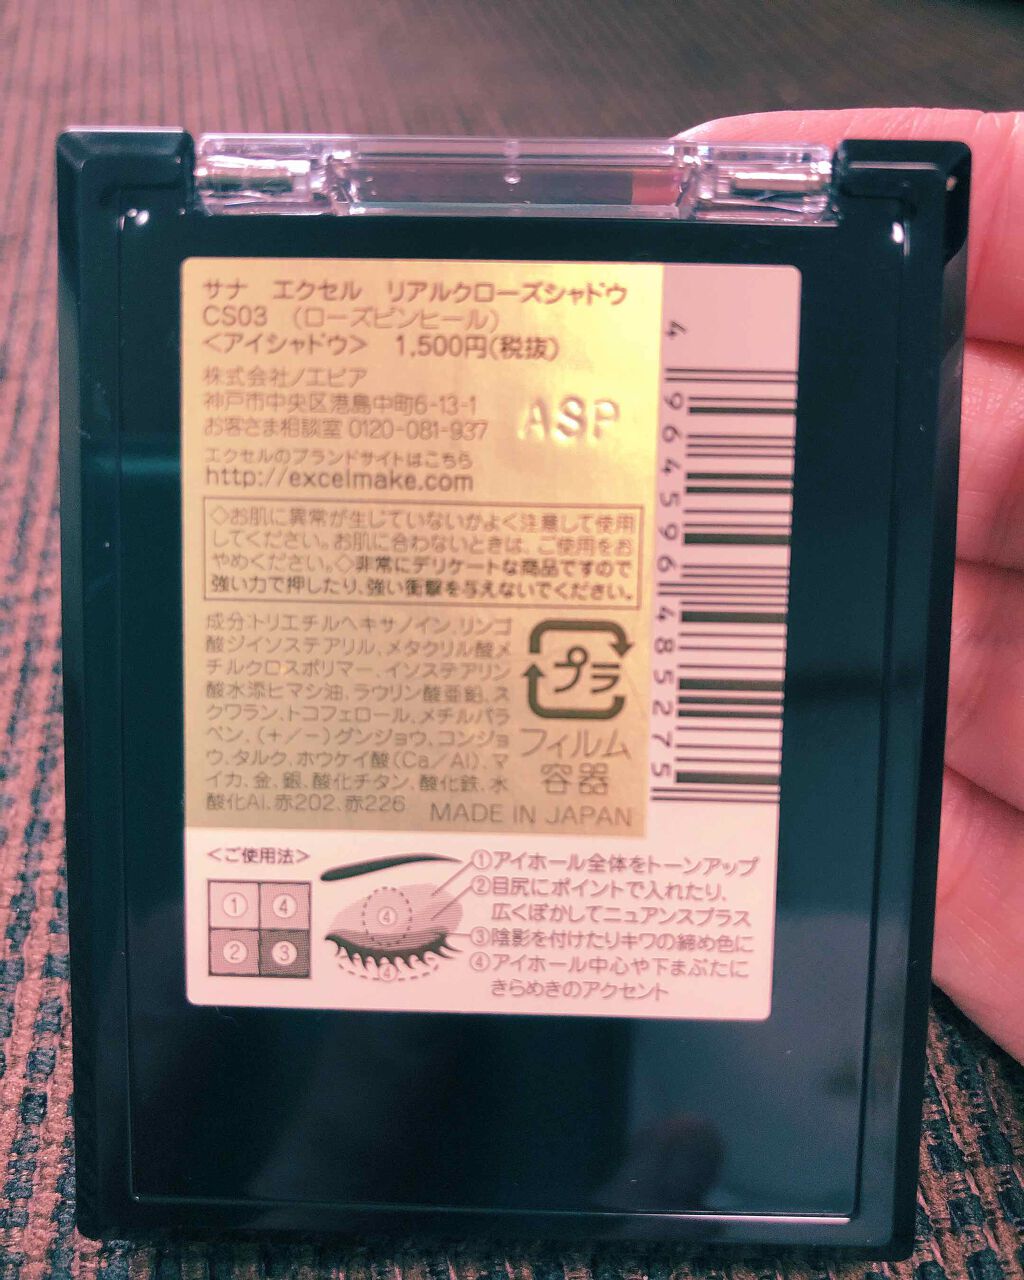 サナ　エクセル　リアルクローズシャドウ
CS03　(ローズピンヒール)
<アイシャドウ>　1,500円(税抜)
株式会社ノエビア
神戸市中央区港島中町6-13-1
お客さま相談室 0120-081-937
エクセルのブランドサイトはこちら
http://excelmake.com
ASP
◇お肌に異常が生じていないかよく注意して使用
してください。お肌に合わないときは、ご使用をお
やめください。◇非常にデリケートな商品ですので
強い力で押したり、強い衝撃を与えないでください。
成分:トリエチルヘキサノイン、リンゴ
酸ジイソステアリル、メタクリル酸メ
チルクロスポリマー、イソステアリン
酸水添ヒマシ油、ラウリン酸亜鉛、ス
クワラン、トコフェロール、メチルパラ
ベン、(+/-)グンジョウ、コンジョ
ウ、タルク、ホウケイ酸(Ca/Al)、マ
イカ、金、銀、酸化チタン、酸化鉄、水
酸化Al、赤202、赤226
プラ
フィルム
容器
MADE IN JAPAN
4 964596 485275
<ご使用法>
① ④
② ③
④
④
①アイホール全体をトーンアップ
②目尻にポイントで入れたり、
広くぼかしてニュアンスプラス
③陰影を付けたりキワの締め色に
④アイホール中心や下まぶたに
きらめきのアクセント